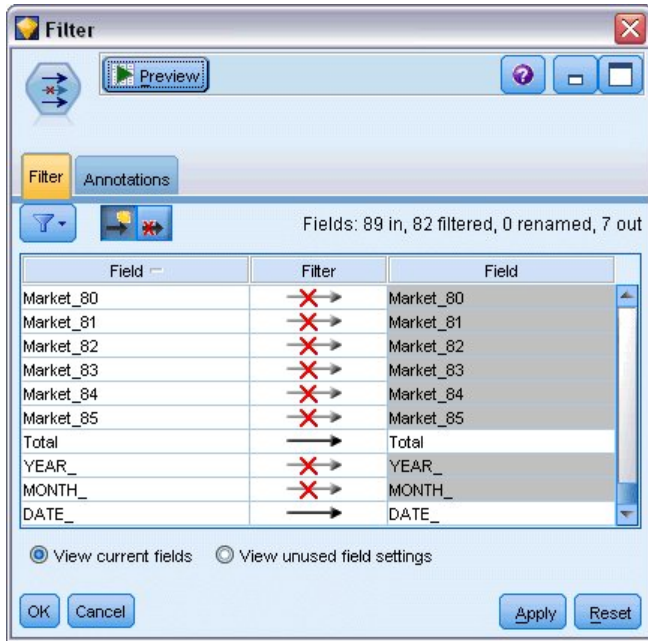 Filter
Preview
Filter Annotations
Fields: 89 in, 82 filtered, 0 renamed, 7 out
Field Filter Field
Market_80 Market_80
Market_81 Market_81
Market_82 Market_82
Market_83 Market_83
Market_84 Market_84
Market_85 Market_85
Total Total
YEAR_ YEAR_
MONTH_ MONTH_
DATE_ DATE_
View current fields View unused field settings
OK Cancel Apply Reset